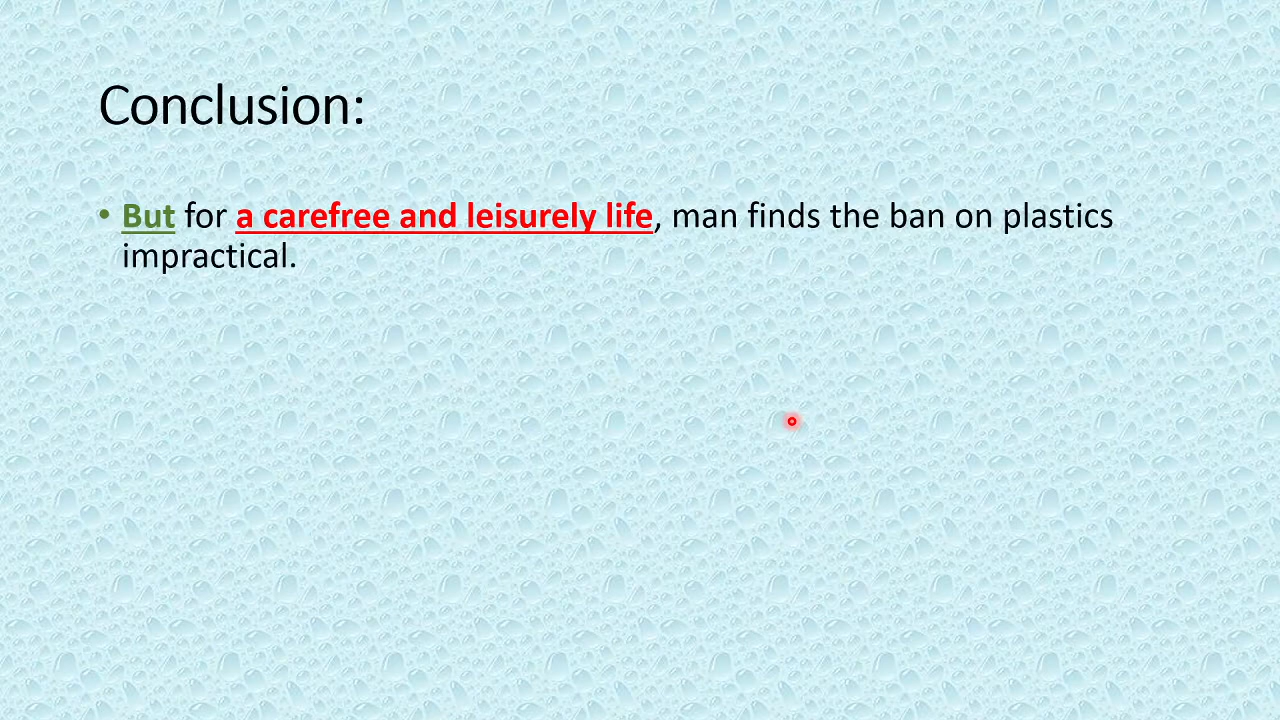 Conclusion:
• But for a carefree and leisurely life, man finds the ban on plastics
impractical.